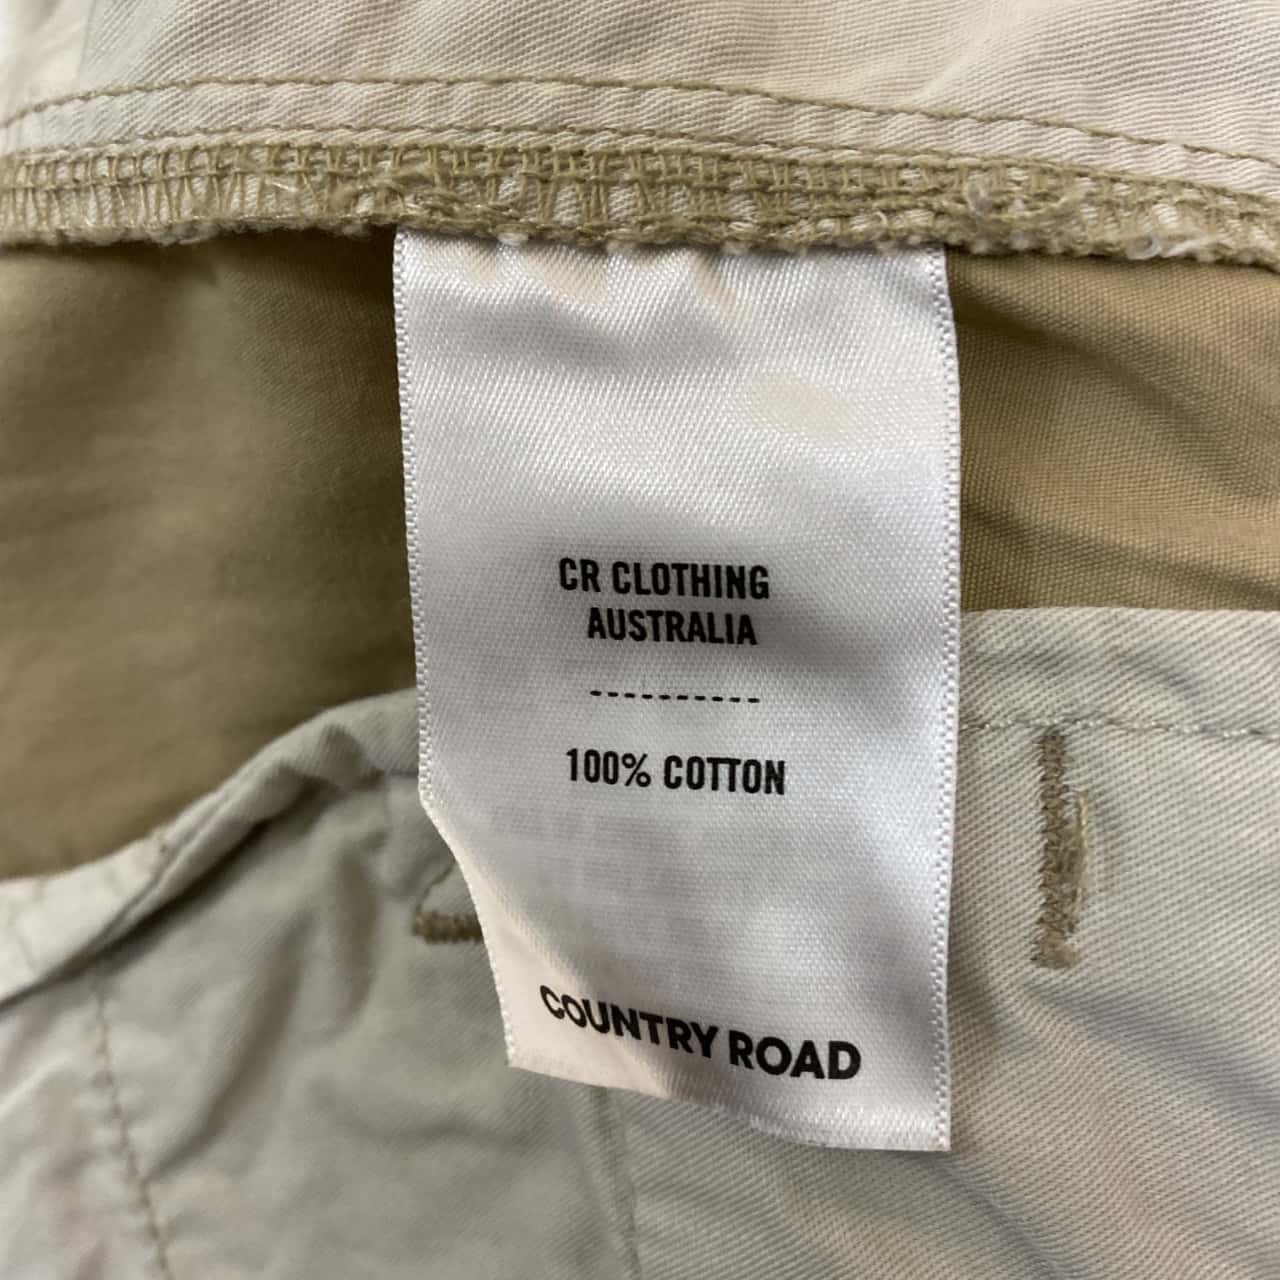 CR CLOTHING
AUSTRALIA
----------
100% COTTON
COUNTRY ROAD